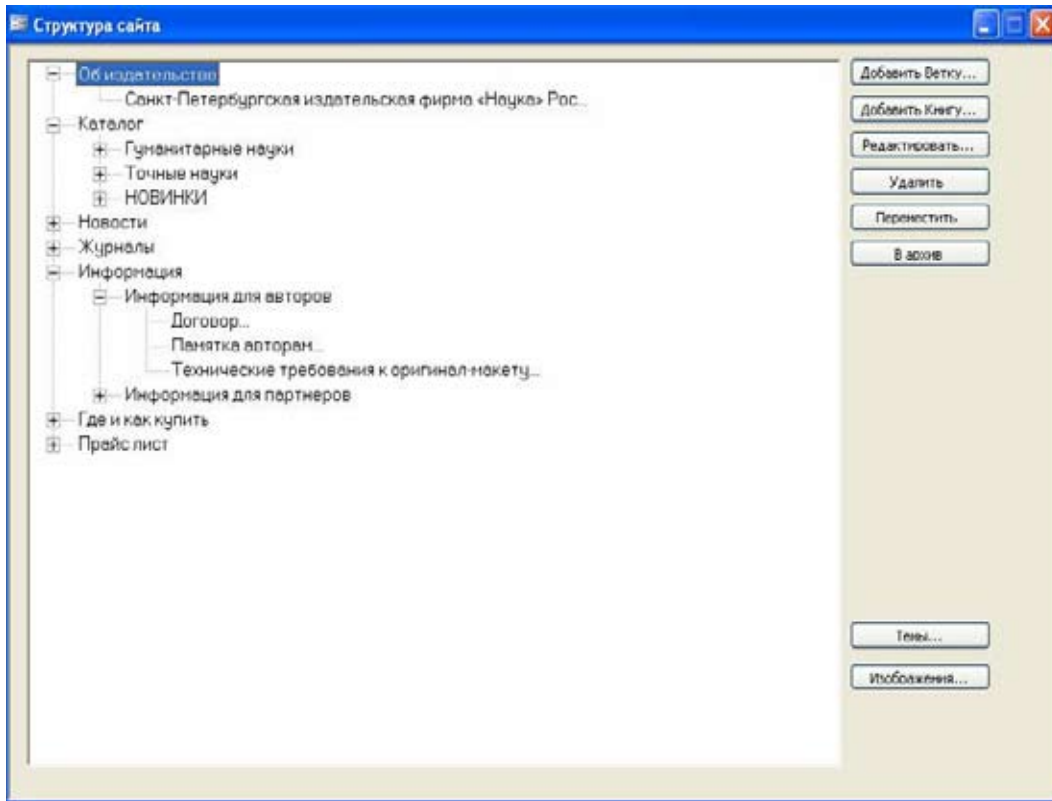 Структура сайта
Об издательстве
Санкт-Петербургская издательская фирма «Наука» Рос...
Каталог
Гуманитарные науки
Точные науки
НОВИНКИ
Новости
Журналы
Информация
Информация для авторов
Договор...
Памятка авторам...
Технические требования к оригинал-макету...
Информация для партнеров
Где и как купить
Прайс лист
Добавить Ветку...
Добавить Книгу...
Редактировать...
Удалить
Переместить
В архив
Темы...
Изображения...